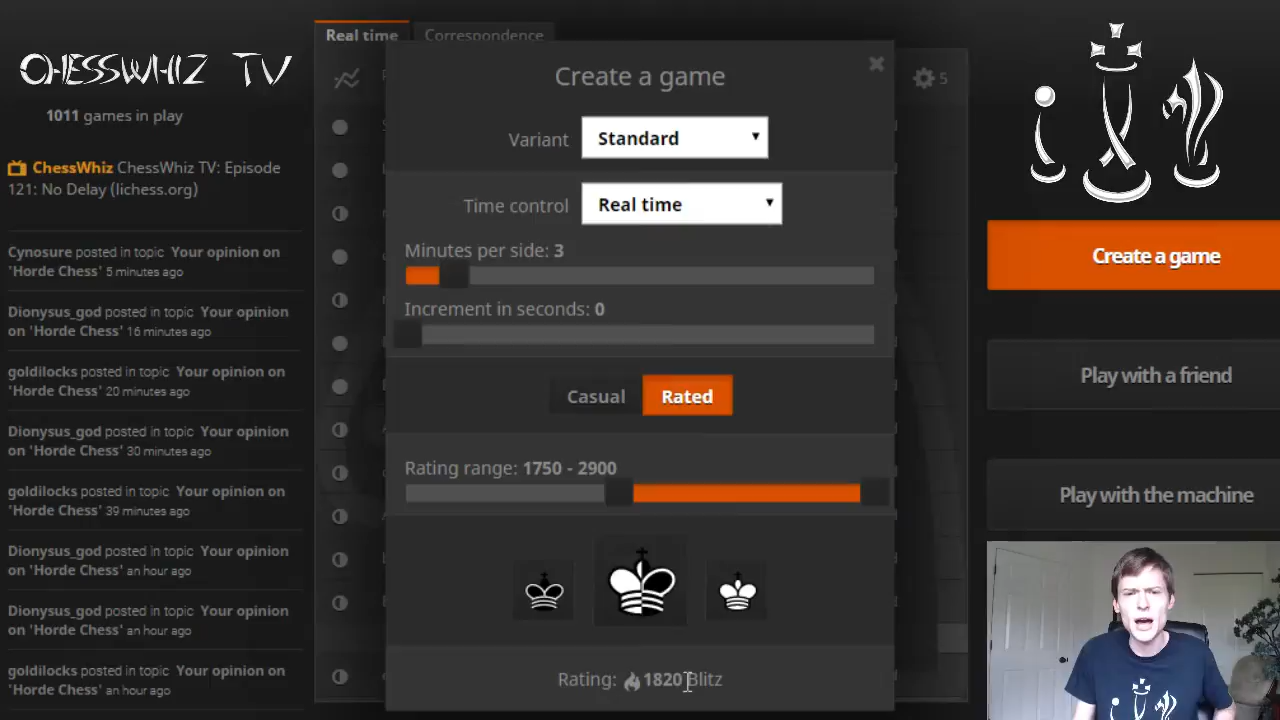 CHESSWHIZ TV
1011 games in play
ChessWhiz ChessWhiz TV: Episode
121: No Delay (lichess.org)
Cynosure posted in topic Your opinion
on 'Horde Chess' 5 minutes ago
Dionysus_god posted in topic Your opinion
on 'Horde Chess' 16 minutes ago
goldilocks posted in topic Your opinion
on 'Horde Chess' 20 minutes ago
Dionysus_god posted in topic Your opinion
on 'Horde Chess' 30 minutes ago
goldilocks posted in topic Your opinion
on 'Horde Chess' 39 minutes ago
Dionysus_god posted in topic Your opinion
on 'Horde Chess' an hour ago
Dionysus_god posted in topic Your opinion
on 'Horde Chess' an hour ago
goldilocks posted in topic Your opinion
on 'Horde Chess' an hour ago
Real time Correspondence
5
Create a game
Variant Standard
Time control Real time
Minutes per side: 3
Increment in seconds: 0
Casual Rated
Rating range: 1750 - 2900
Rating: 1820 Blitz
Create a game
Play with a friend
Play with the machine